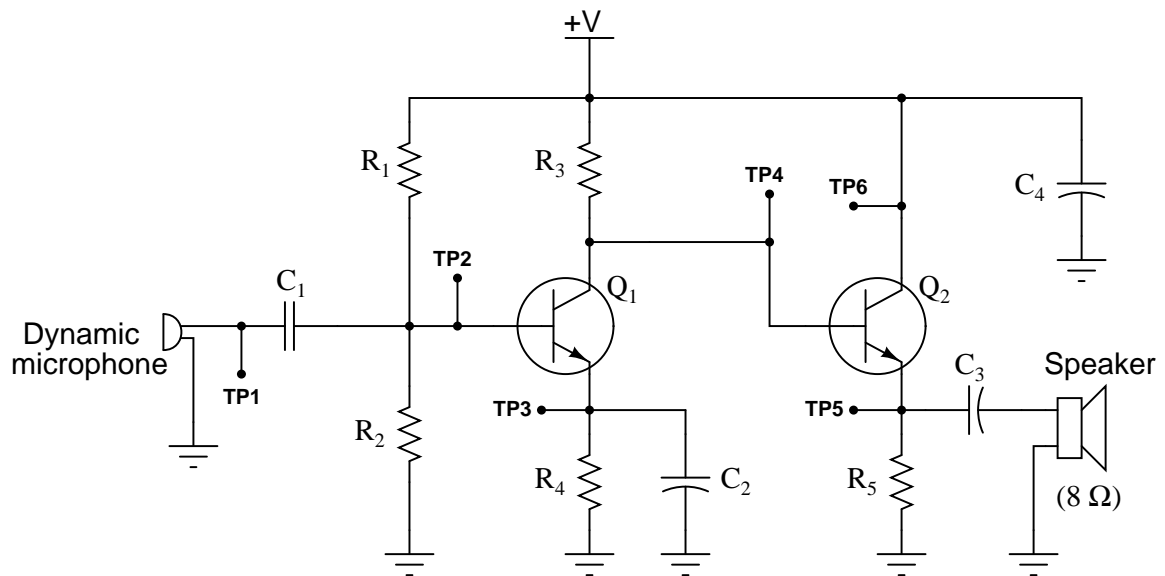 +V
R1
R3
TP4
TP6
C4
TP2
C1
Q1
Q2
Dynamic
microphone
TP1
Speaker
C3
TP3
TP5
R2
R4
C2
R5
(8 Ω)